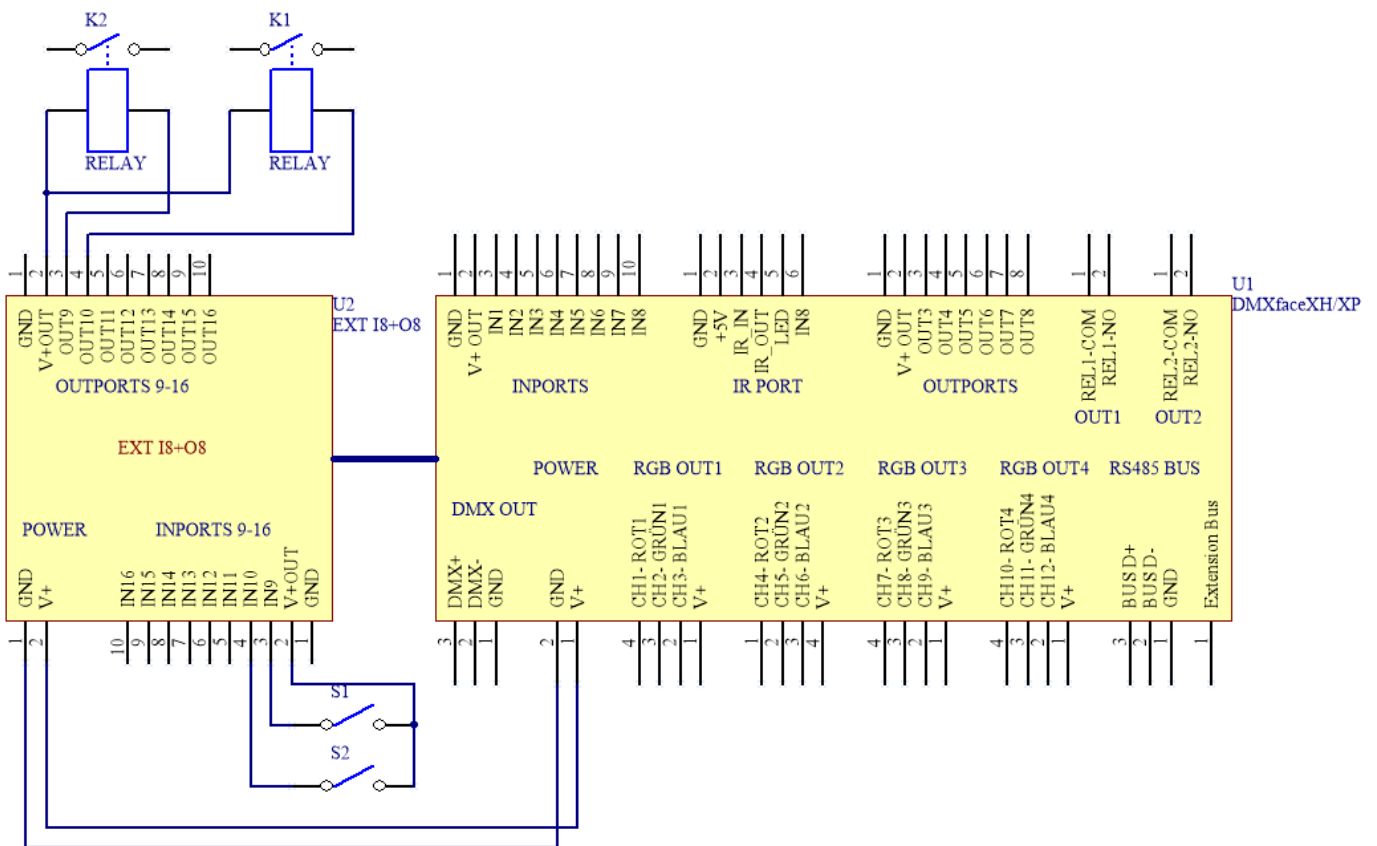 K2
K1
RELAY
RELAY
1
2
3
4
5
6
7
8
9
10
GND
V+OUT
OUT9
OUT10
OUT11
OUT12
OUT13
OUT14
OUT15
OUT16
OUTPORTS 9-16
U2
EXT I8+O8
EXT I8+O8
POWER
INPORTS 9-16
GND
V+
IN16
IN15
IN14
IN13
IN12
IN11
IN10
IN9
V+OUT
GND
1
2
10
9
8
7
6
5
4
3
2
1
S1
S2
1
2
3
4
5
6
7
8
9
10
GND
V+ OUT
IN1
IN2
IN3
IN4
IN5
IN6
IN7
IN8
INPORTS
1
2
3
4
5
6
GND
+5V
IR_IN
IR_OUT
LED
IN8
IR PORT
1
2
3
4
5
6
7
8
GND
V+ OUT
OUT3
OUT4
OUT5
OUT6
OUT7
OUT8
OUTPORTS
1
2
REL1-COM
REL1-NO
OUT1
1
2
REL2-COM
REL2-NO
OUT2
U1
DMXfaceXH/XP
DMX OUT
DMX+
DMX-
GND
3
2
1
POWER
GND
V+
2
1
RGB OUT1
CH1- ROT1
CH2- GRÜN1
CH3- BLAU1
V+
4
3
2
1
RGB OUT2
CH4- ROT2
CH5- GRÜN2
CH6- BLAU2
V+
1
2
3
4
RGB OUT3
CH7- ROT3
CH8- GRÜN3
CH9- BLAU3
V+
4
3
2
1
RGB OUT4
CH10- ROT4
CH11- GRÜN4
CH12- BLAU4
V+
4
3
2
1
RS485 BUS
BUS D+
BUS D-
GND
3
2
1
Extension Bus
1